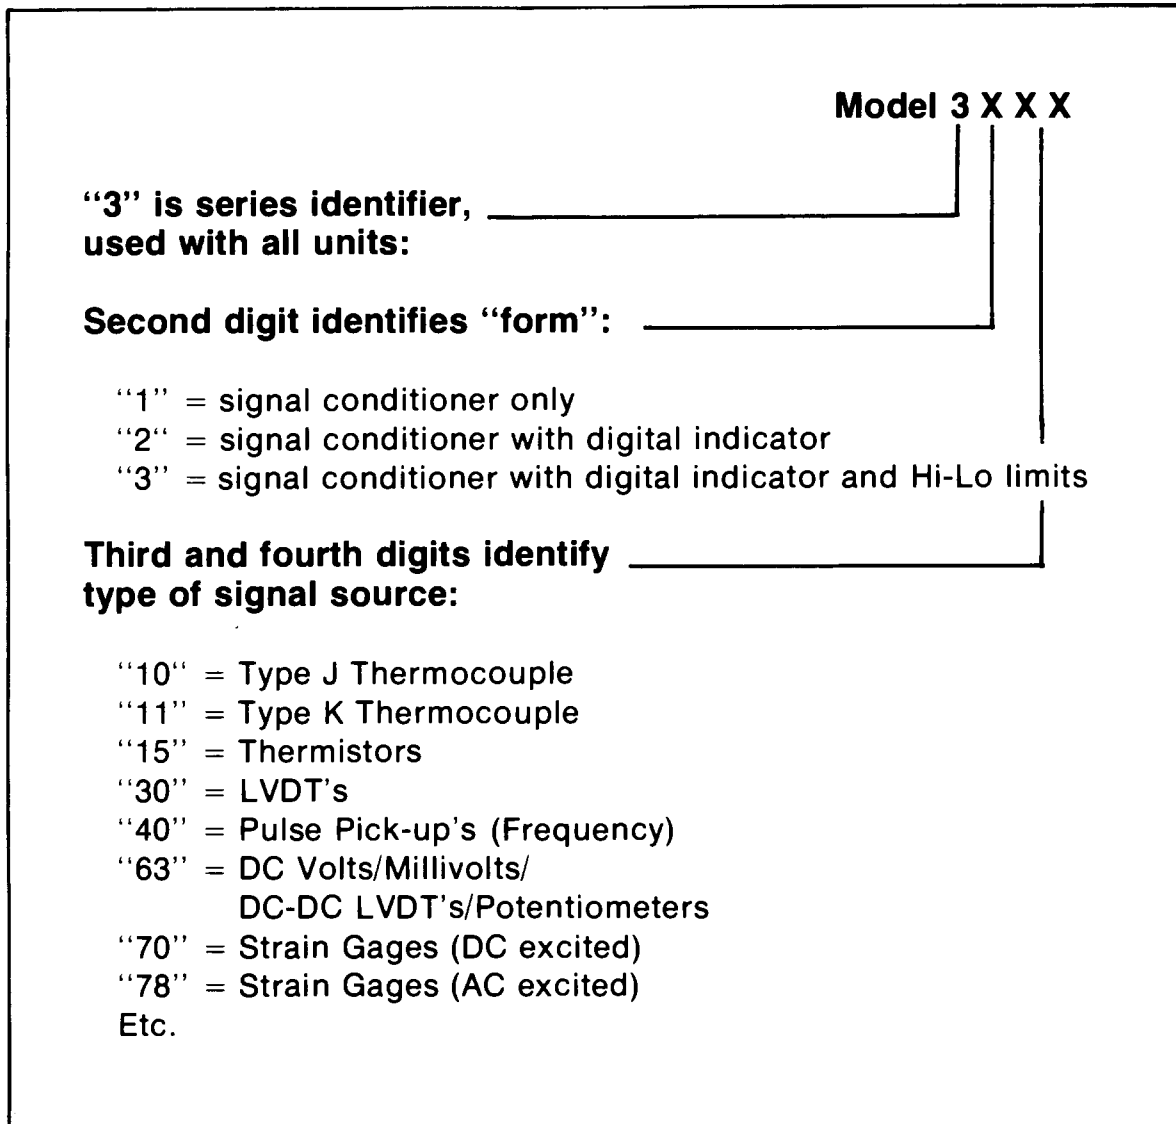 Model 3 X X X
“3” is series identifier,
used with all units:
Second digit identifies “form”:
“1” = signal conditioner only
“2“ = signal conditioner with digital indicator
“3” = signal conditioner with digital indicator and Hi-Lo limits
Third and fourth digits identify
type of signal source:
“10“ = Type J Thermocouple
“11” = Type K Thermocouple
“15” = Thermistors
“30” = LVDT's
“40” = Pulse Pick-up's (Frequency)
“63” = DC Volts/Millivolts/
DC-DC LVDT's/Potentiometers
“70” = Strain Gages (DC excited)
“78” = Strain Gages (AC excited)
Etc.